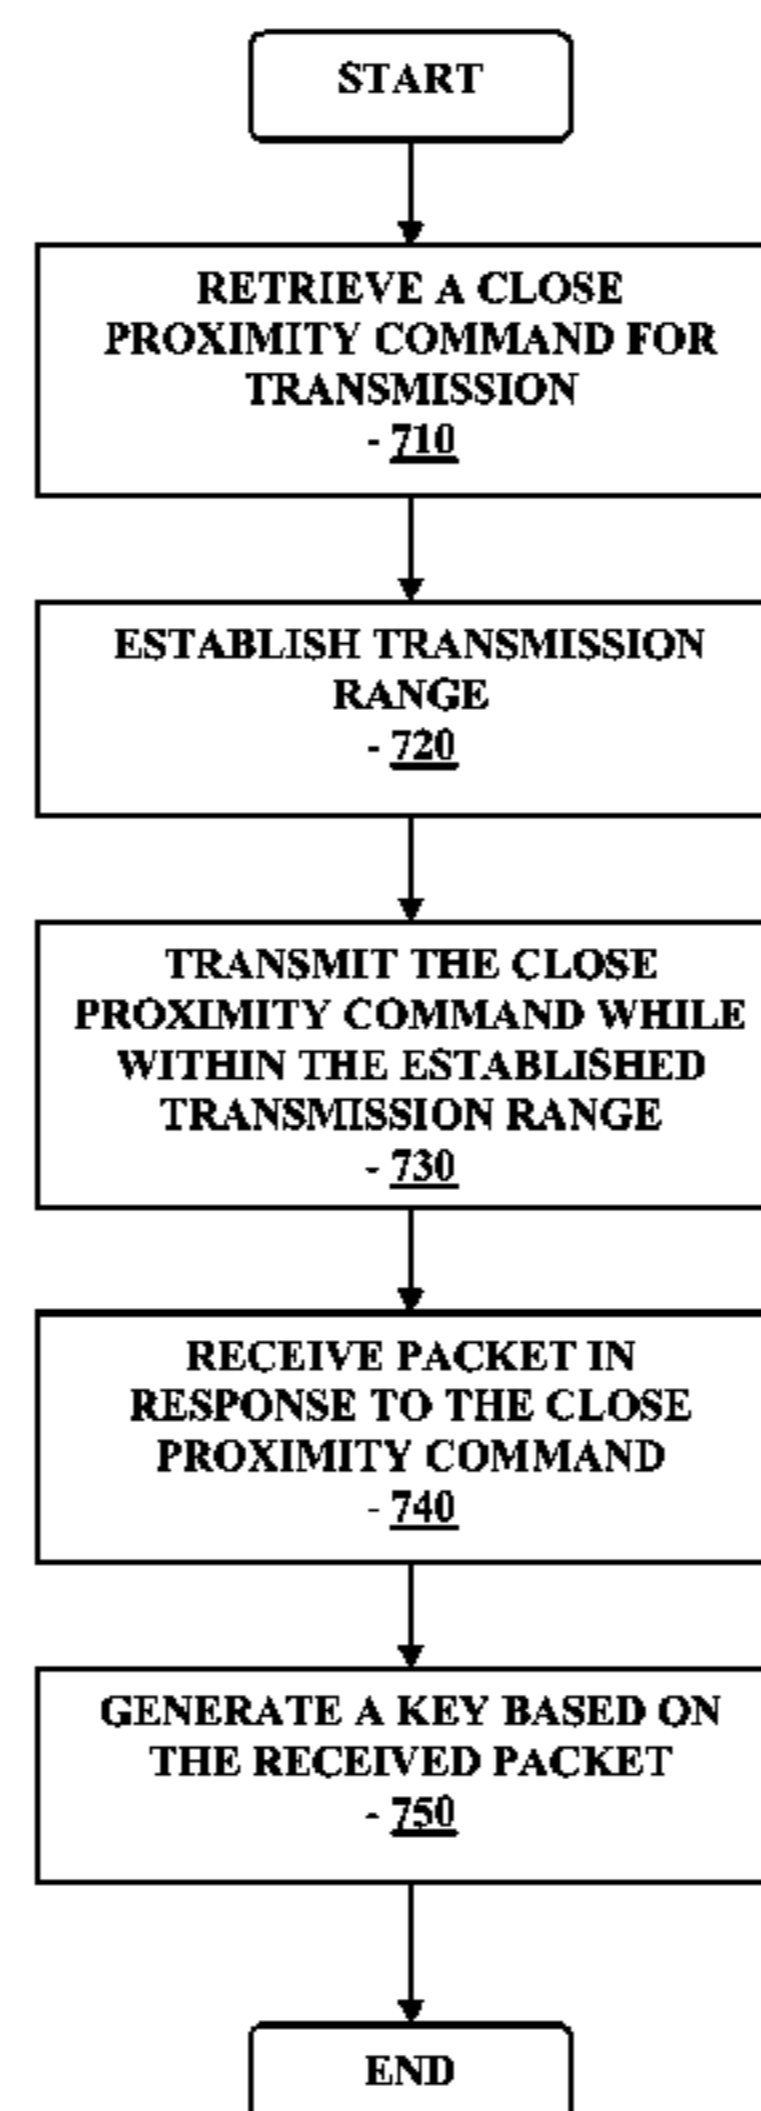 START
RETRIEVE A CLOSE
PROXIMITY COMMAND FOR
TRANSMISSION
- 710
ESTABLISH TRANSMISSION
RANGE
- 720
TRANSMIT THE CLOSE
PROXIMITY COMMAND WHILE
WITHIN THE ESTABLISHED
TRANSMISSION RANGE
- 730
RECEIVE PACKET IN
RESPONSE TO THE CLOSE
PROXIMITY COMMAND
- 740
GENERATE A KEY BASED ON
THE RECEIVED PACKET
- 750
END